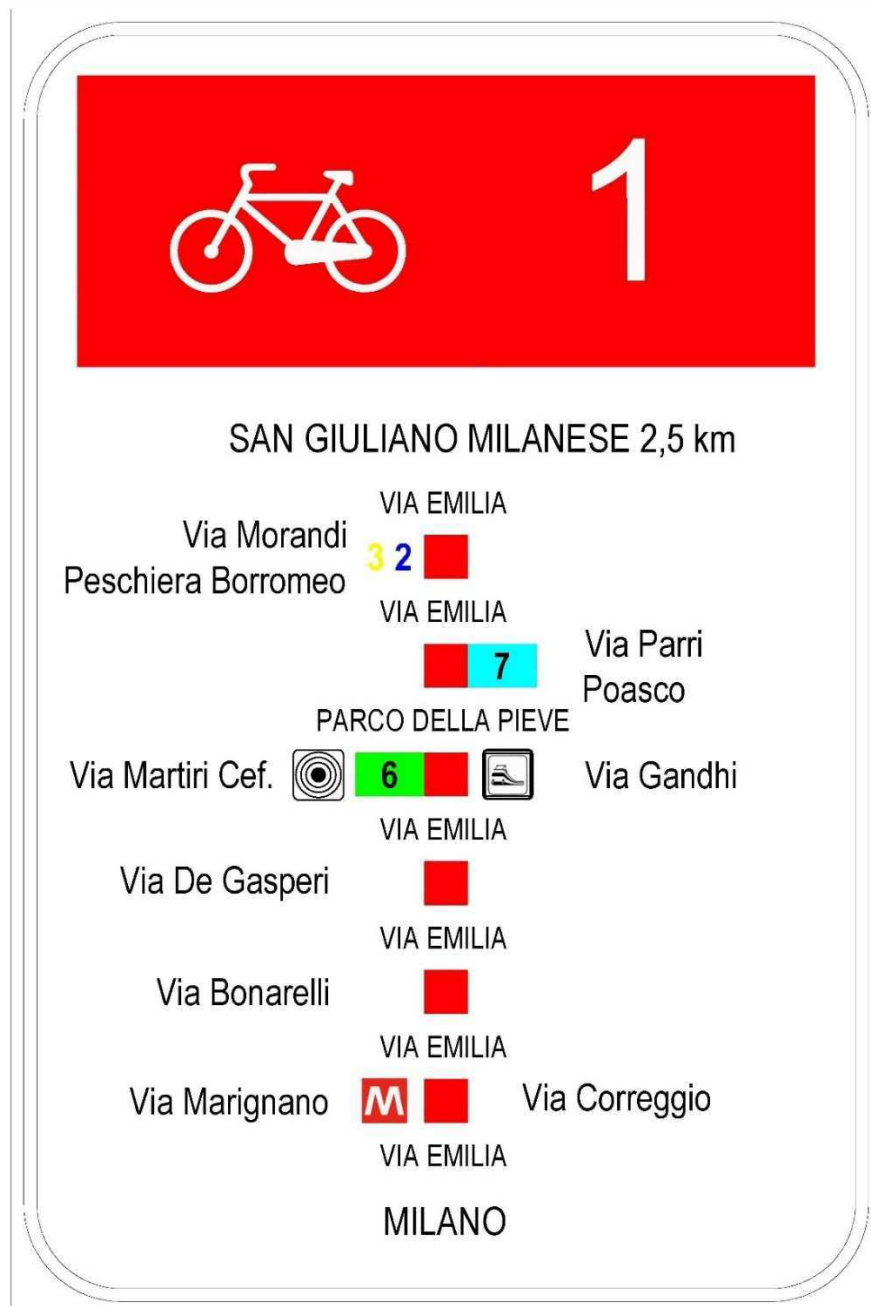 1
SAN GIULIANO MILANESE 2,5 km
VIA EMILIA
Via Morandi
Peschiera Borromeo
3 2
VIA EMILIA
7
Via Parri
Poasco
PARCO DELLA PIEVE
Via Martiri Cef.
6
Via Gandhi
VIA EMILIA
Via De Gasperi
VIA EMILIA
Via Bonarelli
VIA EMILIA
Via Marignano
M
Via Correggio
VIA EMILIA
MILANO